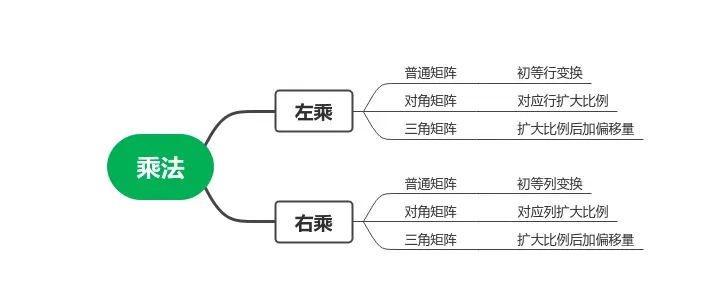 乘法
左乘
普通矩阵 初等行变换
对角矩阵 对应行扩大比例
三角矩阵 扩大比例后加偏移量
右乘
普通矩阵 初等列变换
对角矩阵 对应列扩大比例
三角矩阵 扩大比例后加偏移量